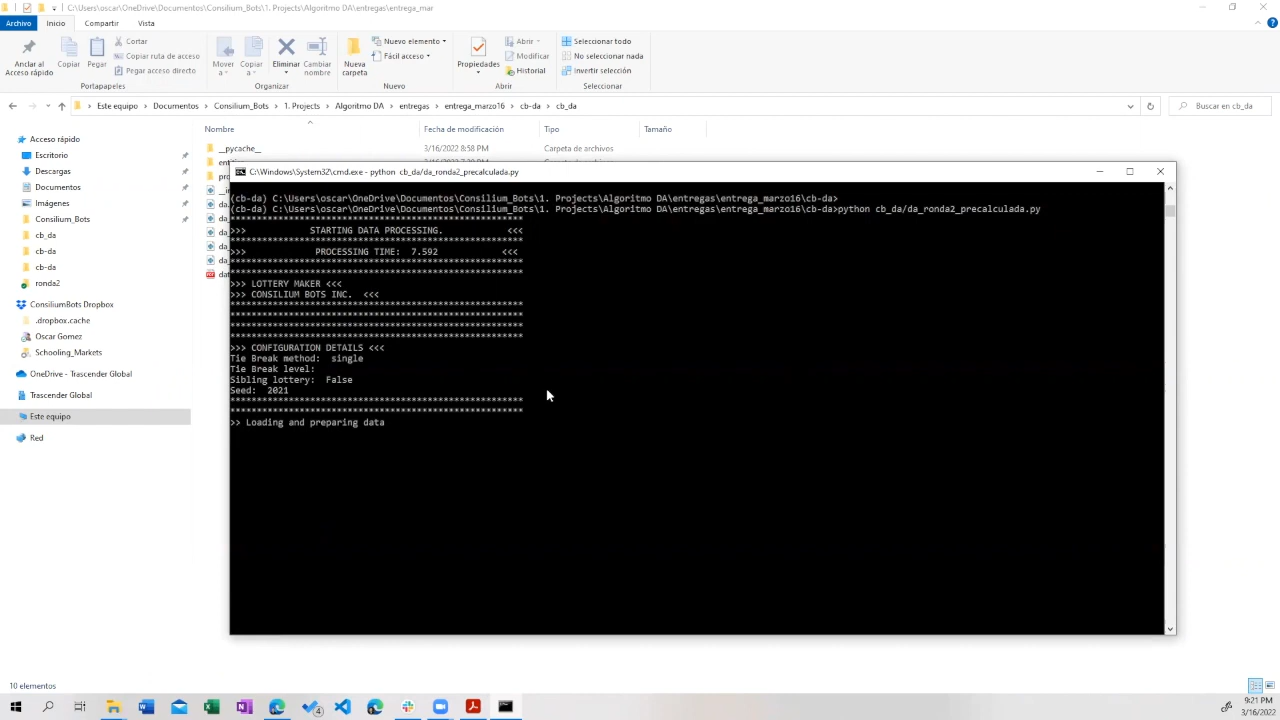 C:\Users\oscar\OneDrive\Documentos\Consilium_Bots\1. Projects\Algoritmo DA\entregas\entrega_mar
Archivo Inicio Compartir Vista
Anclar al Acceso rápido
Copiar
Pegar
Cortar
Copiar ruta de acceso
Pegar acceso directo
Portapapeles
Mover a
Copiar a
Eliminar
Cambiar nombre
Organizar
Nueva carpeta
Nuevo elemento
Fácil acceso
Nuevo
Propiedades
Abrir
Modificar
Historial
Abrir
Seleccionar todo
No seleccionar nada
Invertir selección
Seleccionar
Este equipo > Documentos > Consilium_Bots > 1. Projects > Algoritmo DA > entregas > entrega_marzo16 > cb-da > cb_da
Buscar en cb_da
Nombre Fecha de modificación Tipo Tamaño
__pycache__ 3/16/2022 8:58 PM Carpeta de archivos
Acceso rápido
Escritorio
Descargas
Documentos
Imágenes
Consilium_Bots
cb_da
cb-da
cb-da
ronda2
ConsiliumBots Dropbox
.dropbox.cache
Oscar Gomez
Schooling_Markets
OneDrive - Trascender Global
Trascender Global
Este equipo
Red
C:\Windows\System32\cmd.exe - python cb_da/da_ronda2_precalculada.py
(cb-da) C:\Users\oscar\OneDrive\Documentos\Consilium_Bots\1. Projects\Algoritmo DA\entregas\entrega_marzo16\cb-da>
(cb-da) C:\Users\oscar\OneDrive\Documentos\Consilium_Bots\1. Projects\Algoritmo DA\entregas\entrega_marzo16\cb-da>python cb_da/da_ronda2_precalculada.py
*******************************************************
>>> STARTING DATA PROCESSING. <<<
*******************************************************
>>> PROCESSING TIME: 7.592 <<<
*******************************************************
*******************************************************
>>> LOTTERY MAKER <<<
>>> CONSILIUM BOTS INC. <<<
*******************************************************
*******************************************************
*******************************************************
*******************************************************
>>> CONFIGURATION DETAILS <<<
Tie Break method: single
Tie Break level:
Sibling lottery: False
Seed: 2021
*******************************************************
*******************************************************
>> Loading and preparing data
10 elementos
9:21 PM
3/16/2022